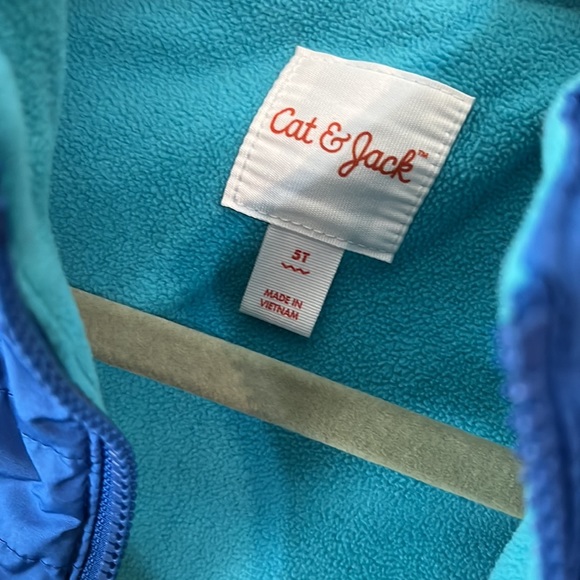 Cat & Jack™
5T
MADE IN
VIETNAM